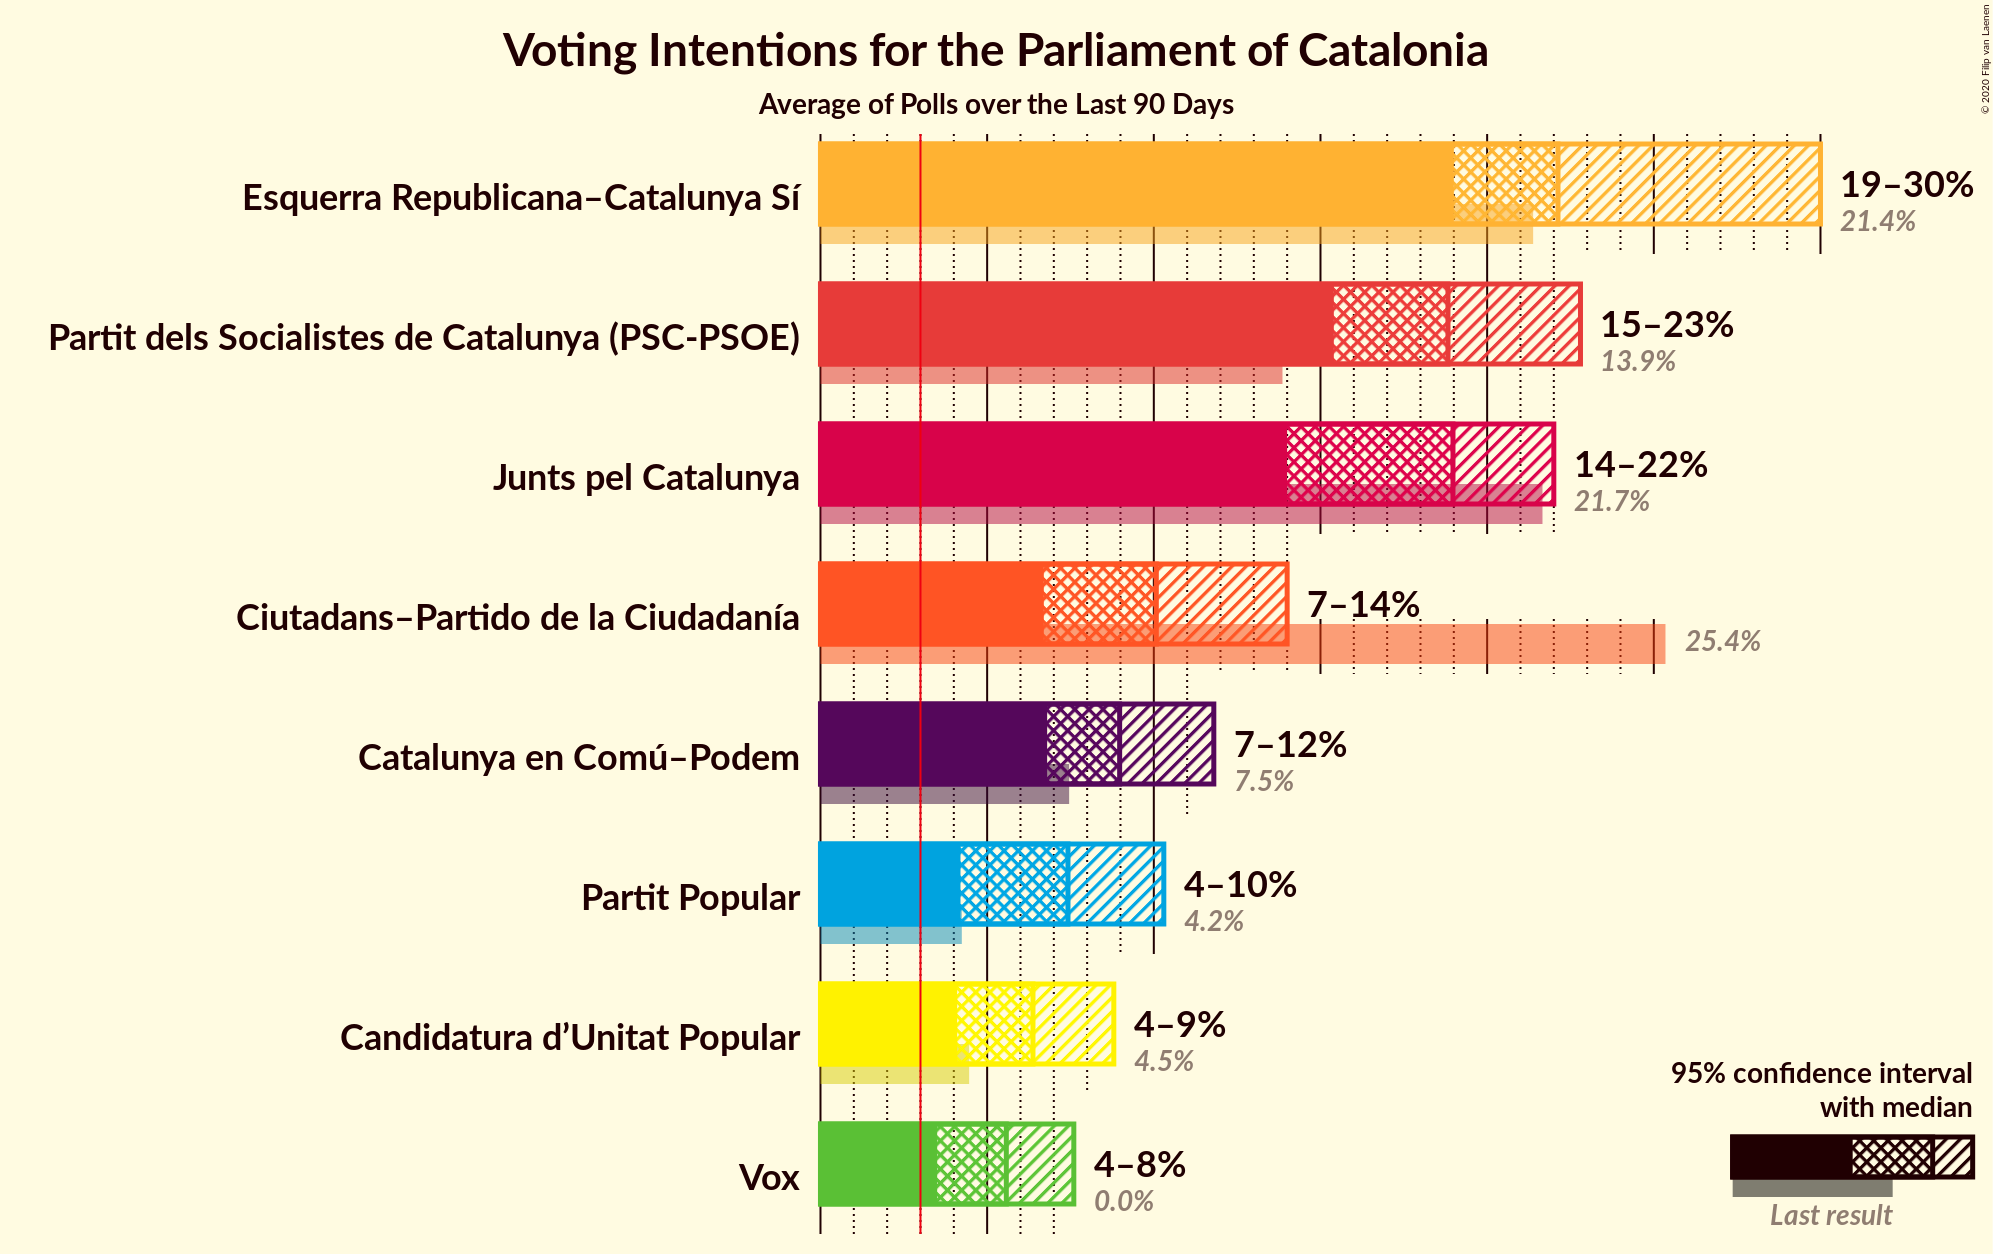 Voting Intentions for the Parliament of Catalonia
Average of Polls over the Last 90 Days
© 2020 Filip van Laenen
Esquerra Republicana–Catalunya Sí
19–30%
21.4%
Partit dels Socialistes de Catalunya (PSC-PSOE)
15–23%
13.9%
Junts pel Catalunya
14–22%
21.7%
Ciutadans–Partido de la Ciudadanía
7–14%
25.4%
Catalunya en Comú–Podem
7–12%
7.5%
Partit Popular
4–10%
4.2%
Candidatura d’Unitat Popular
4–9%
4.5%
Vox
4–8%
0.0%
95% confidence interval
with median
Last result